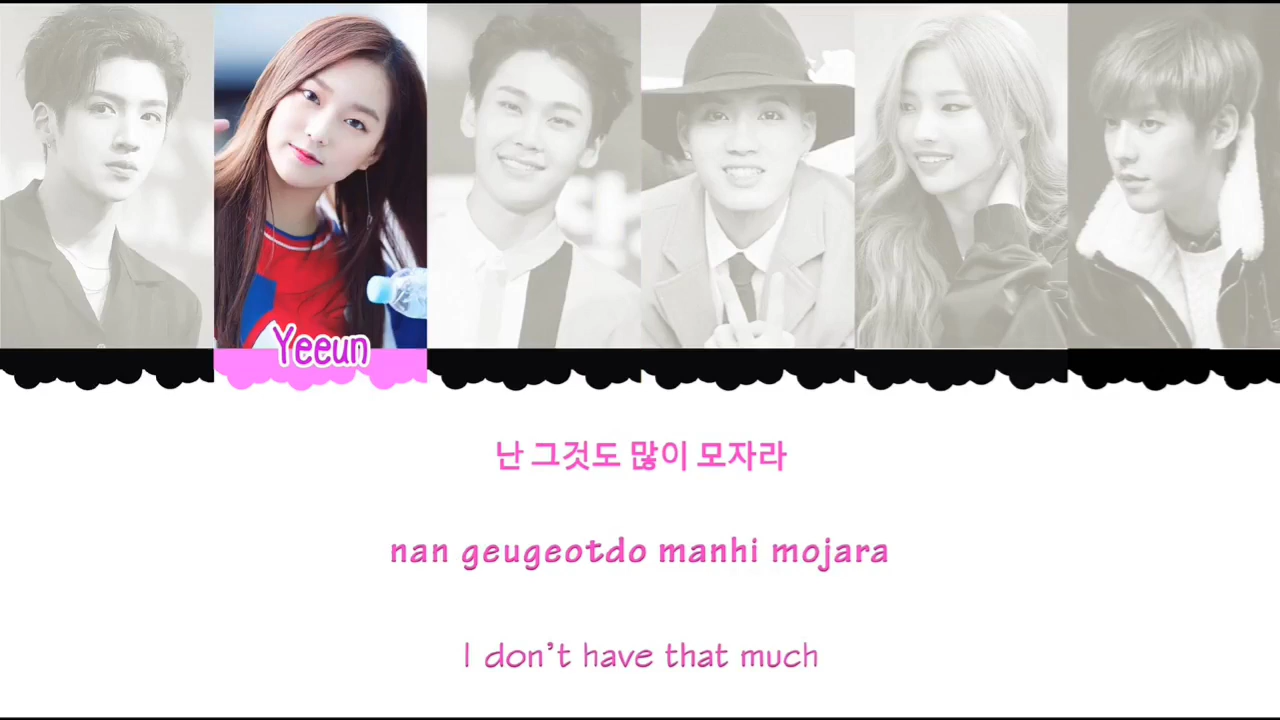 Yeeun
난 그것도 많이 모자라
nan geugeotdo manhi mojara
I don't have that much